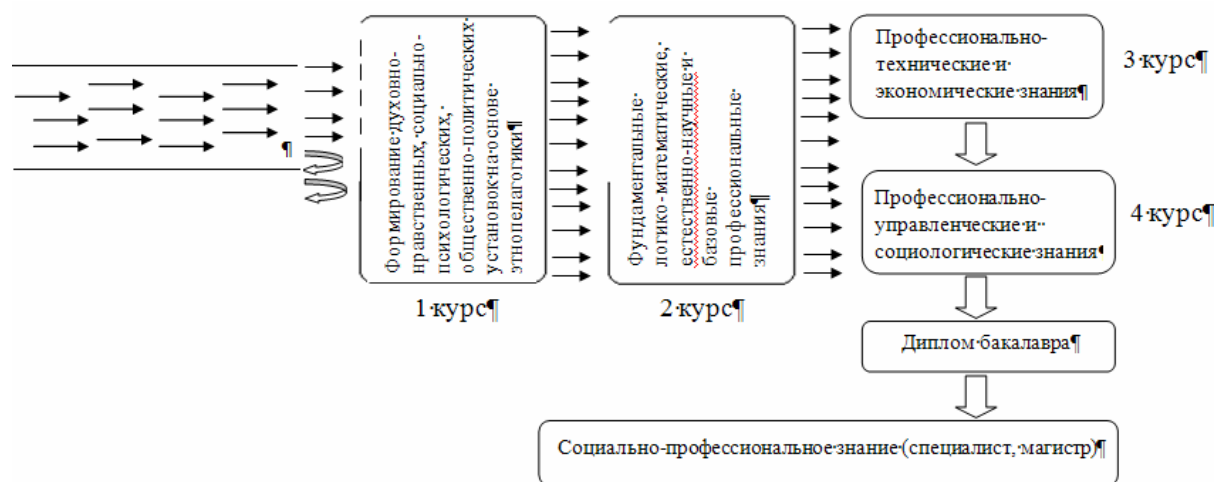 Формирование духовно-
нравственных, социально-
психологических,
общественно-политических
установок на основе
этнопелагогики¶
1 курс¶
Фундаментальные
логико-математические,
естественно-научные и
базовые
профессиональные
знания¶
2 курс¶
Профессионально-
технические и
экономические знания¶
3 курс¶
Профессионально-
управленческие и
социологические знания¶
4 курс¶
Диплом бакалавра¶
Социально-профессиональное знание (специалист, магистр)¶
¶